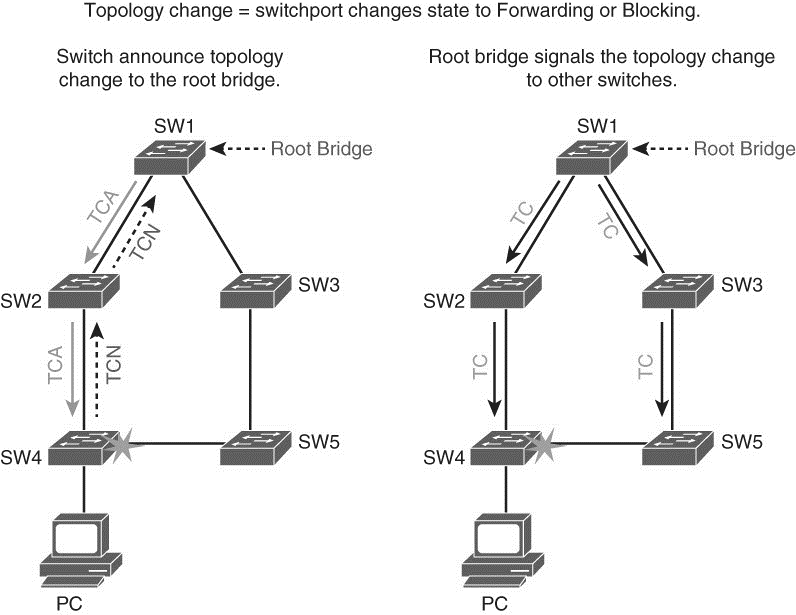 Topology change = switchport changes state to Forwarding or Blocking.
Switch announce topology
change to the root bridge.
SW1
Root Bridge
TCA
TCN
SW2
SW3
TCA
TCN
SW4
SW5
PC
Root bridge signals the topology change
to other switches.
SW1
Root Bridge
TC
TC
SW2
SW3
TC
TC
SW4
SW5
PC